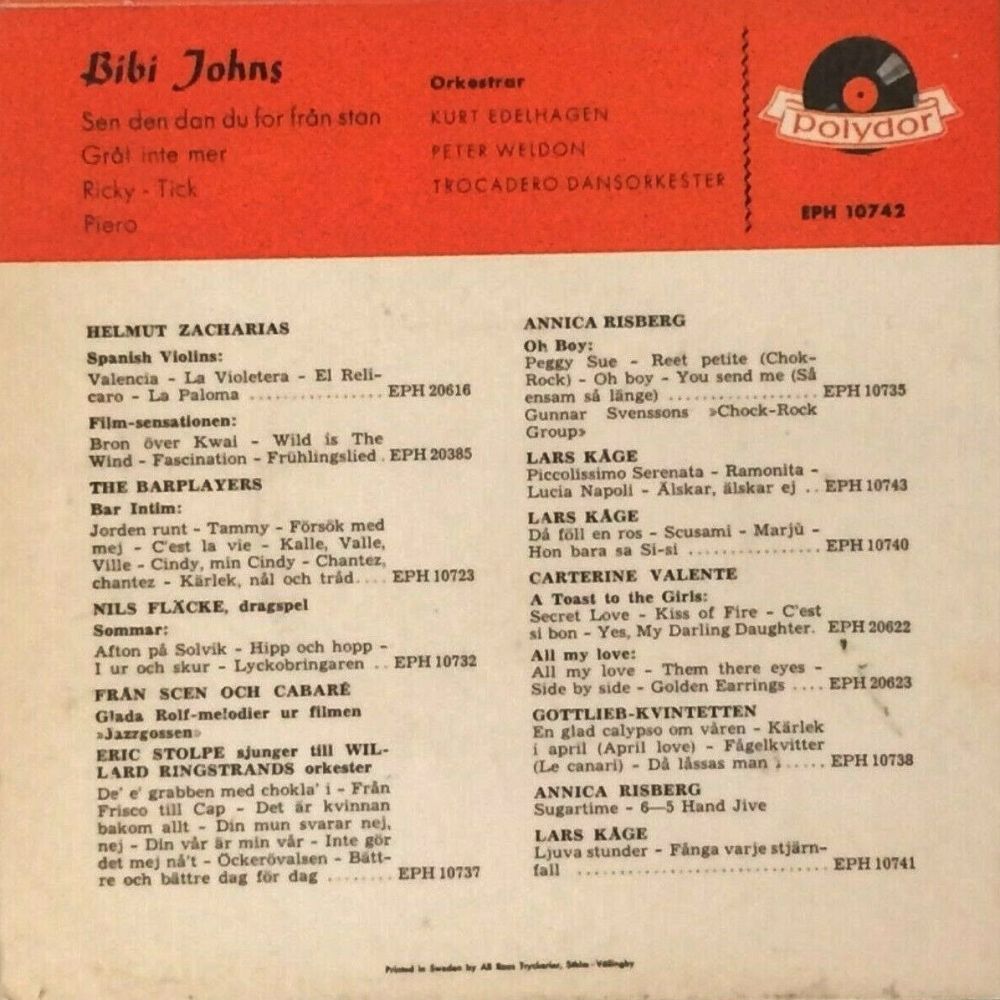 Bibi Johns
Sen den dan du for från stan
Gråt inte mer
Ricky - Tick
Piero
Orkestrar
KURT EDELHAGEN
PETER WELDON
TROCADERO DANSORKESTER
polydor
EPH 10742
HELMUT ZACHARIAS
Spanish Violins:
Valencia - La Violetera - El Reli-
caro - La Paloma ................ EPH 20616
Film-sensationen:
Bron över Kwai - Wild is The
Wind - Fascination - Frühlingslied . EPH 20385
THE BARPLAYERS
Bar Intim:
Jorden runt - Tammy - Försök med
mej - C'est la vie - Kalle, Valle,
Ville - Cindy, min Cindy - Chantez,
chantez - Kärlek, nål och tråd.... EPH 10723
NILS FLÄCKE, dragspel
Sommar:
Afton på Solvik - Hipp och hopp -
I ur och skur - Lyckobringaren .. EPH 10732
FRÅN SCEN OCH CABARÉ
Glada Rolf-melodier ur filmen
»Jazzgossen»
ERIC STOLPE sjunger till WIL-
LARD RINGSTRANDS orkester
De' e' grabben med chokla' i - Från
Frisco till Cap - Det är kvinnan
bakom allt - Din mun svarar nej,
nej - Din vår är min vår - Inte gör
det mej nå't - Öckerövalsen - Bätt-
re och bättre dag för dag ........ EPH 10737
ANNICA RISBERG
Oh Boy:
Peggy Sue - Reet petite (Chok-
Rock) - Oh boy - You send me (Så
ensam så länge) .................. EPH 10735
Gunnar Svenssons »Chock-Rock
Group»
LARS KÅGE
Piccolissimo Serenata - Ramonita -
Lucia Napoli - Älskar, älskar ej .. EPH 10743
LARS KÅGE
Då föll en ros - Scusami - Marjù -
Hon bara sa Si-si ................ EPH 10740
CARTERINE VALENTE
A Toast to the Girls:
Secret Love - Kiss of Fire - C'est
si bon - Yes, My Darling Daughter. EPH 20622
All my love:
All my love - Them there eyes -
Side by side - Golden Earrings .... EPH 20623
GOTTLIEB-KVINTETTEN
En glad calypso om våren - Kärlek
i april (April love) - Fågelkvitter
(Le canari) - Då låssas man ...... EPH 10738
ANNICA RISBERG
Sugartime - 6—5 Hand Jive
LARS KÅGE
Ljuva stunder - Fånga varje stjärn-
fall .............................. EPH 10741
Printed in Sweden by AB Roos Tryckerier, Sthlm-Vällingby